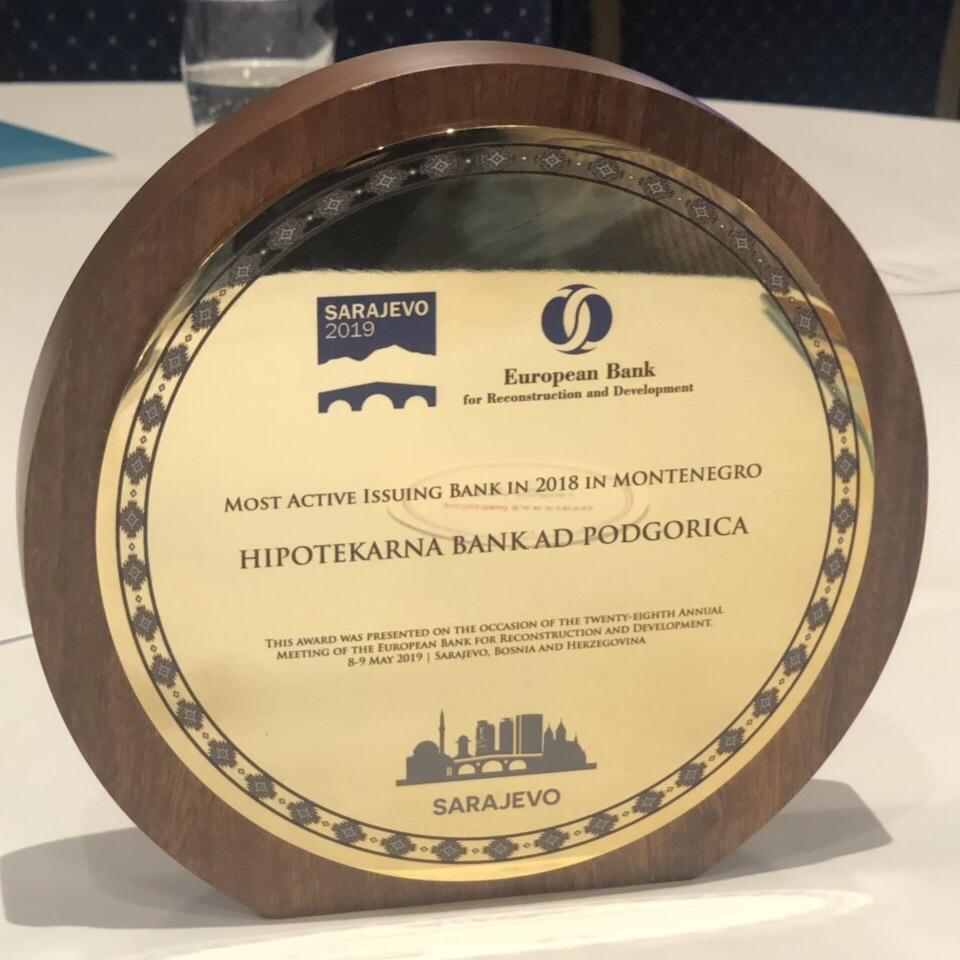 SARAJEVO
2019
European Bank
for Reconstruction and Development
MOST ACTIVE ISSUING BANK IN 2018 IN MONTENEGRO
HIPOTEKARNA BANK AD PODGORICA
THIS AWARD WAS PRESENTED ON THE OCCASION OF THE TWENTY-EIGHTH ANNUAL
MEETING OF THE EUROPEAN BANK FOR RECONSTRUCTION AND DEVELOPMENT.
8-9 MAY 2019 | SARAJEVO, BOSNIA AND HERZEGOVINA
SARAJEVO